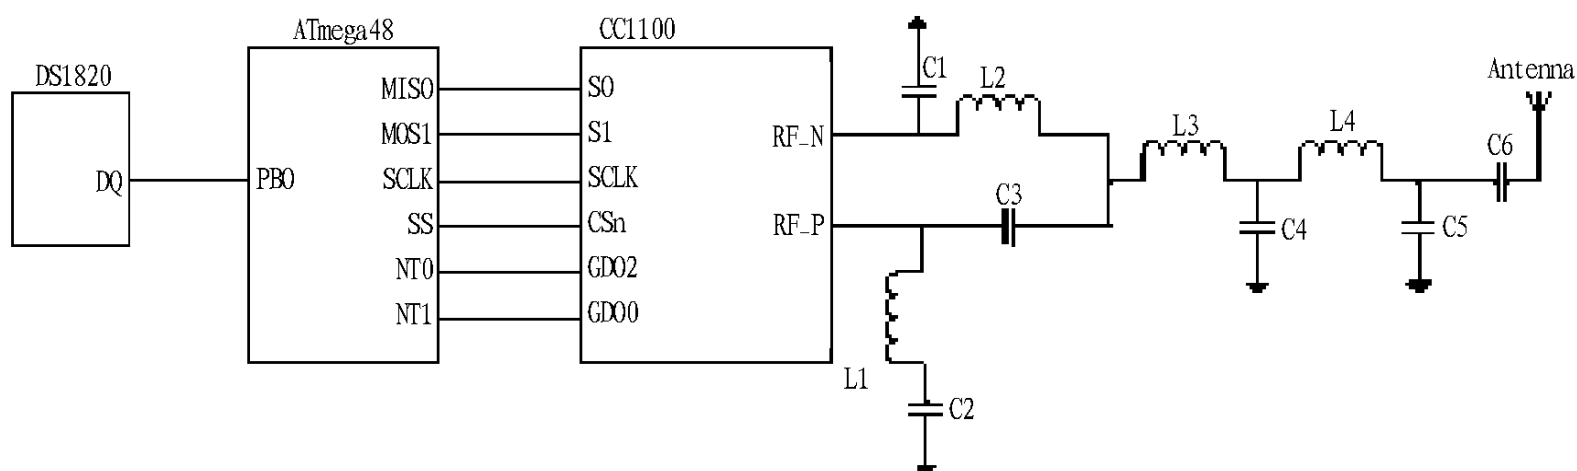 ATmega48
CC1100
DS1820
DQ
PBO
MISO
MOS1
SCLK
SS
NT0
NT1
SO
S1
SCLK
CSn
GDO2
GDO0
RF_N
RF_P
C1
L2
C3
L1
C2
L3
L4
C4
C5
C6
Antenna